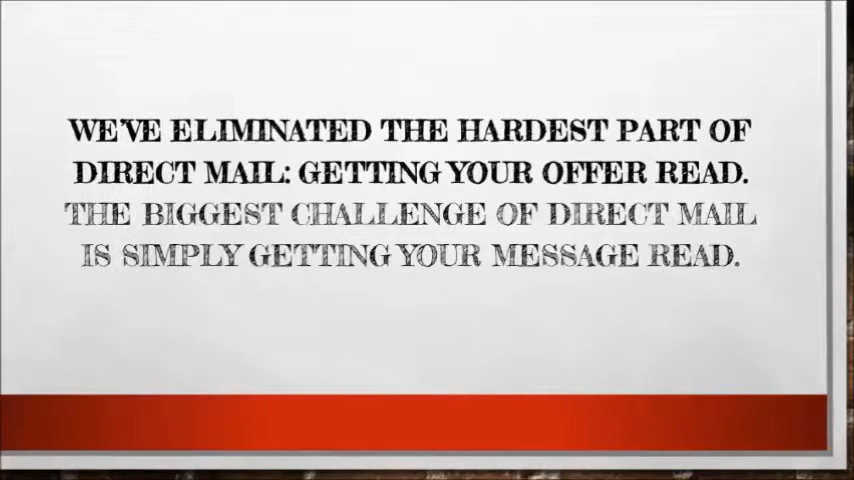 WE'VE ELIMINATED THE HARDEST PART OF
DIRECT MAIL: GETTING YOUR OFFER READ.
THE BIGGEST CHALLENGE OF DIRECT MAIL
IS SIMPLY GETTING YOUR MESSAGE READ.